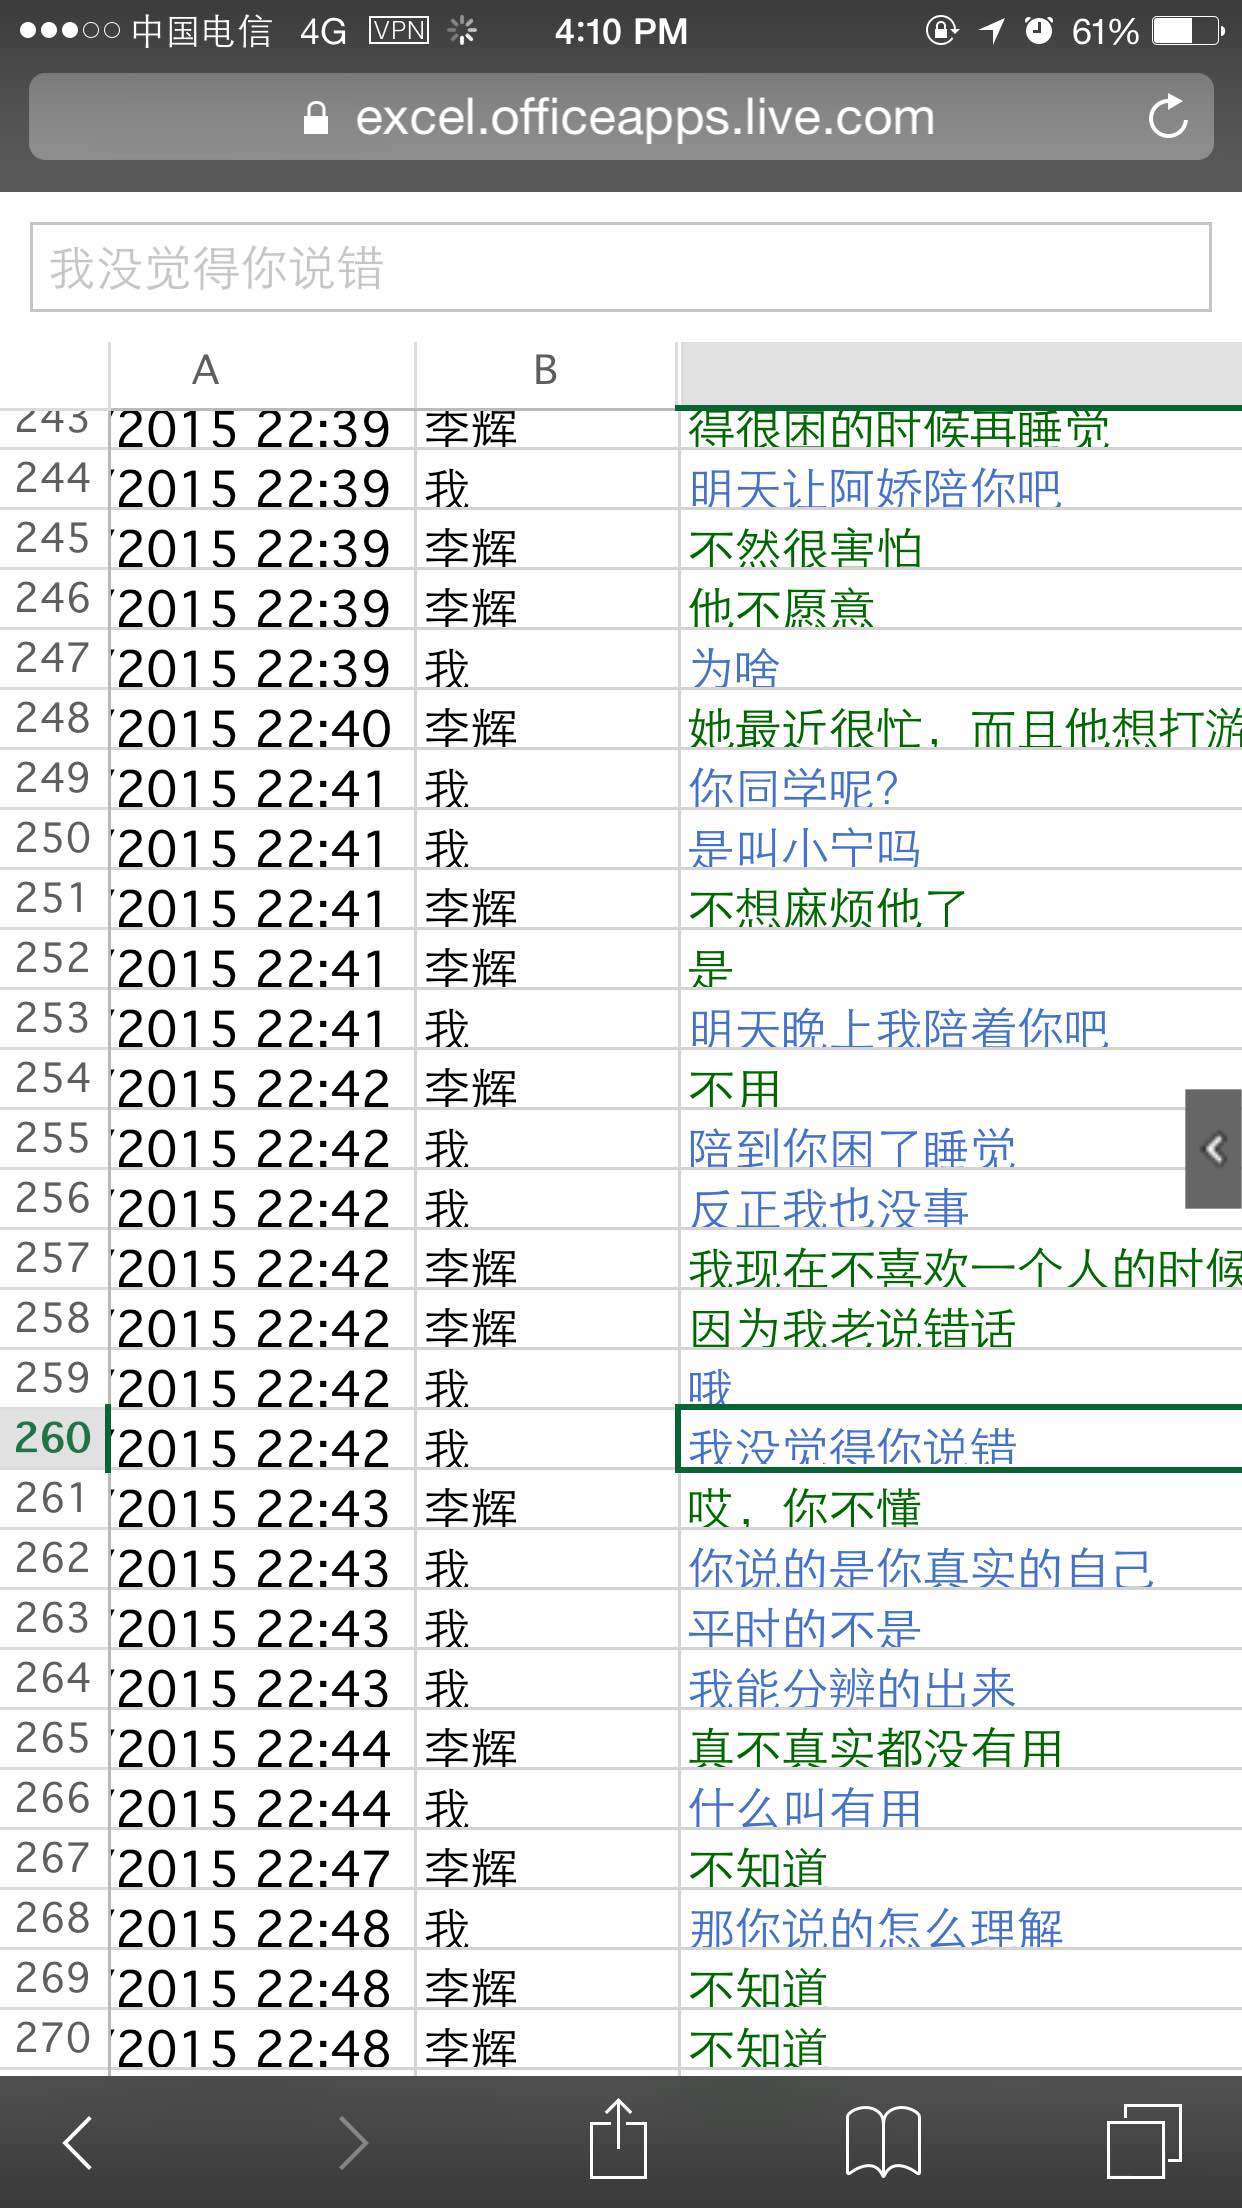 中国电信 4G VPN 4:10 PM 61%
excel.officeapps.live.com
我没觉得你说错
A B
243 /2015 22:39 李辉 得很困的时候再睡觉
244 /2015 22:39 我 明天让阿娇陪你吧
245 /2015 22:39 李辉 不然很害怕
246 /2015 22:39 李辉 他不愿意
247 /2015 22:39 我 为啥
248 /2015 22:40 李辉 她最近很忙，而且他想打游
249 /2015 22:41 我 你同学呢？
250 /2015 22:41 我 是叫小宁吗
251 /2015 22:41 李辉 不想麻烦他了
252 /2015 22:41 李辉 是
253 /2015 22:41 我 明天晚上我陪着你吧
254 /2015 22:42 李辉 不用
255 /2015 22:42 我 陪到你困了睡觉
256 /2015 22:42 我 反正我也没事
257 /2015 22:42 李辉 我现在不喜欢一个人的时候
258 /2015 22:42 李辉 因为我老说错话
259 /2015 22:42 我 哦
260 /2015 22:42 我 我没觉得你说错
261 /2015 22:43 李辉 哎，你不懂
262 /2015 22:43 我 你说的是你真实的自己
263 /2015 22:43 我 平时的不是
264 /2015 22:43 我 我能分辨的出来
265 /2015 22:44 李辉 真不真实都没有用
266 /2015 22:44 我 什么叫有用
267 /2015 22:47 李辉 不知道
268 /2015 22:48 我 那你说的怎么理解
269 /2015 22:48 李辉 不知道
270 /2015 22:48 李辉 不知道